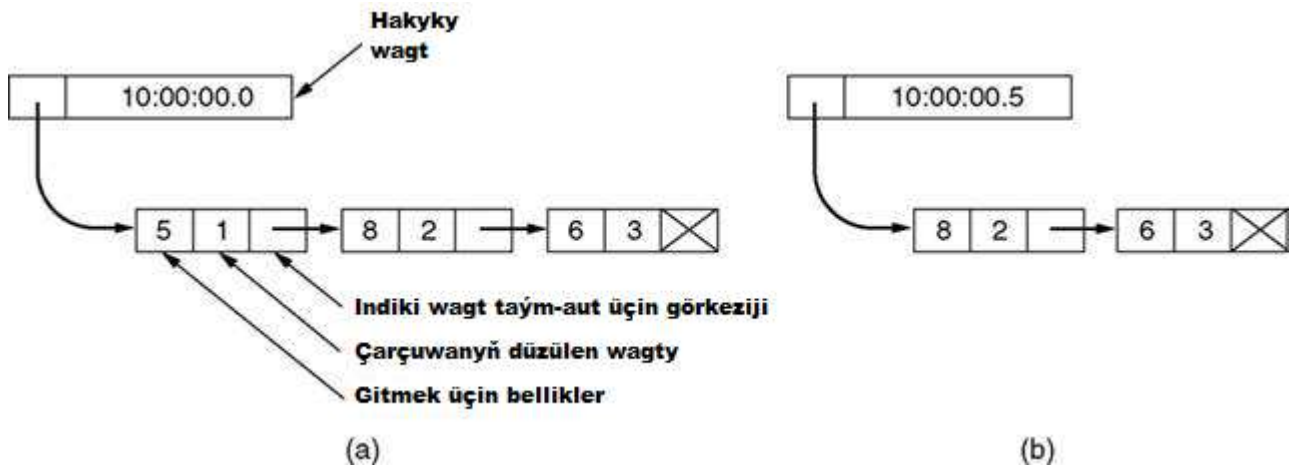 Hakyky
wagt
10:00:00.0
10:00:00.5
5 1 8 2 6 3
8 2 6 3
Indiki wagt taým-aut üçin görkeziji
Çarçuwanyň düzülen wagty
Gitmek üçin bellikler
(a)
(b)